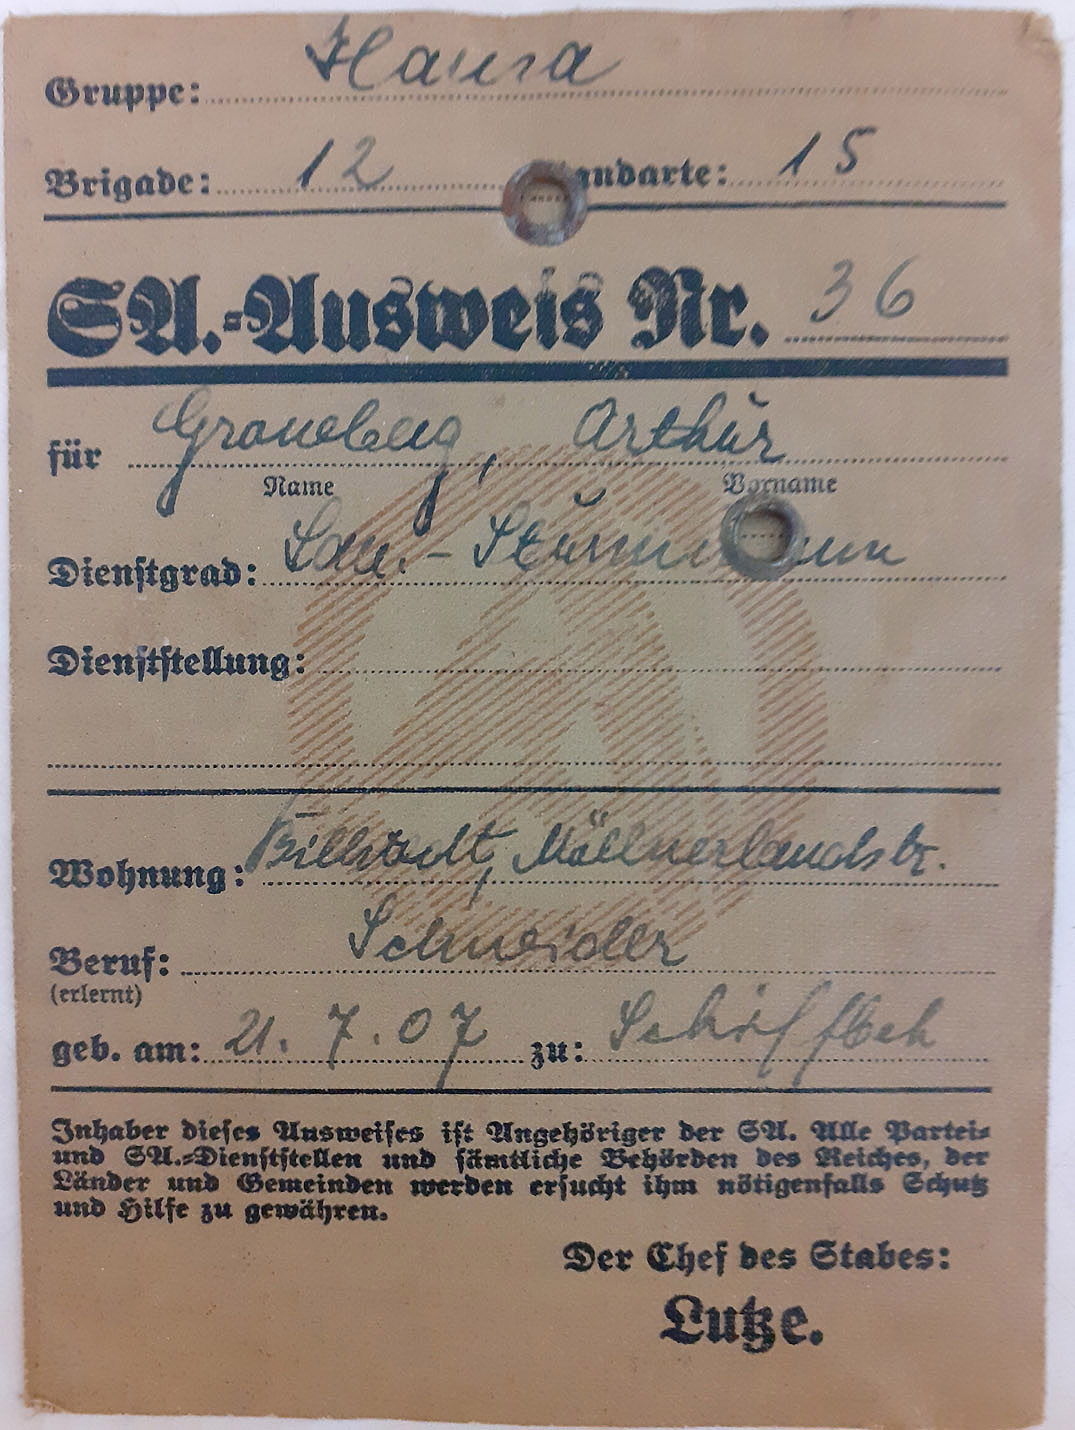 Gruppe: Hansa
Brigade: 12 andarte: 15
SA.-Ausweis Nr. 36
für Groneberg, Arthur
Name Vorname
Dienstgrad: San.-Sturmmann
Dienststellung:
Wohnung: Billstedt, Möllnerlandstr.
Beruf: Schneider
(erlernt)
geb. am: 21. 7. 07 zu: Schiffbek
Inhaber dieses Ausweises ist Angehöriger der SA. Alle Partei-
und SA.-Dienststellen und sämtliche Behörden des Reiches, der
Länder und Gemeinden werden ersucht ihm nötigenfalls Schutz
und Hilfe zu gewähren.
Der Chef des Stabes:
Lutze.